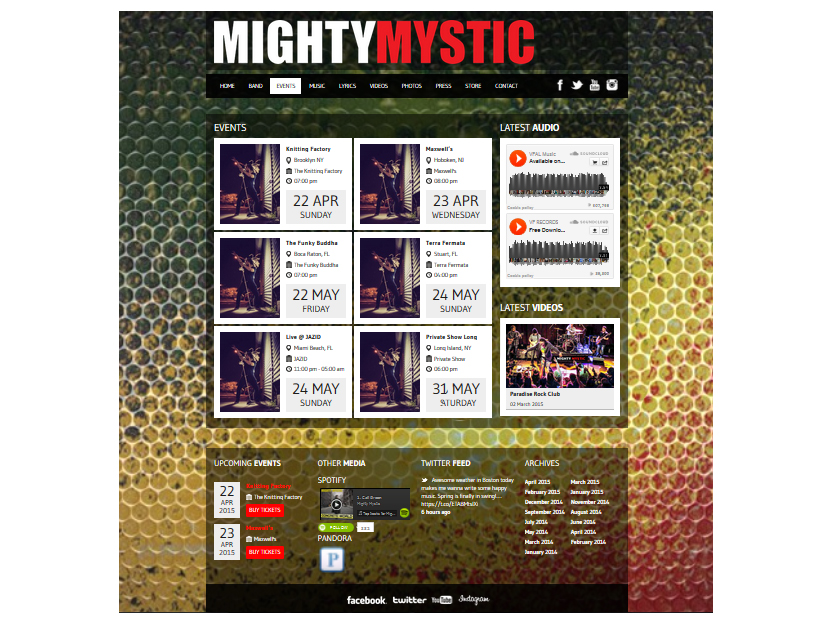 MIGHTYMYSTIC
HOME BAND EVENTS MUSIC LYRICS VIDEOS PHOTOS PRESS STORE CONTACT
EVENTS
Knitting Factory
Brooklyn NY
The Knitting Factory
07:00 pm
22 APR
SUNDAY
Maxwell's
Hoboken, NJ
Maxwell's
08:00 pm
23 APR
WEDNESDAY
The Funky Buddha
Boca Raton, FL
The Funky Buddha
07:00 pm
22 MAY
FRIDAY
Terra Fermata
Stuart, FL
Terra Fermata
04:00 pm
24 MAY
SUNDAY
Live @ JAZID
Miami Beach, FL
JAZID
11:00 pm - 05:00 am
24 MAY
SUNDAY
Private Show Long
Long Island, NY
Private Show
06:00 pm
31 MAY
SATURDAY
LATEST AUDIO
VPAL Music
SOUNDCLOUD
Available on...
Cookie policy
VP RECORDS
SOUNDCLOUD
Free Downlo...
Cookie policy
LATEST VIDEOS
MIGHTY MYSTIC
Paradise Rock Club
02 March 2015
UPCOMING EVENTS
22
APR
2015
Knitting Factory
The Knitting Factory
BUY TICKETS
23
APR
2015
Maxwell's
Maxwell's
BUY TICKETS
OTHER MEDIA
SPOTIFY
1. Cali Green
Mighty Mystic
FOLLOW
PANDORA
P
TWITTER FEED
Awesome weather in Boston today
makes me wanna write some happy
music. Spring is finally in swing!...
6 hours ago
ARCHIVES
April 2015 March 2015
February 2015 January 2015
December 2014 November 2014
September 2014 August 2014
July 2014 June 2014
May 2014 April 2014
March 2014 February 2014
January 2014
facebook twitter YouTube Instagram